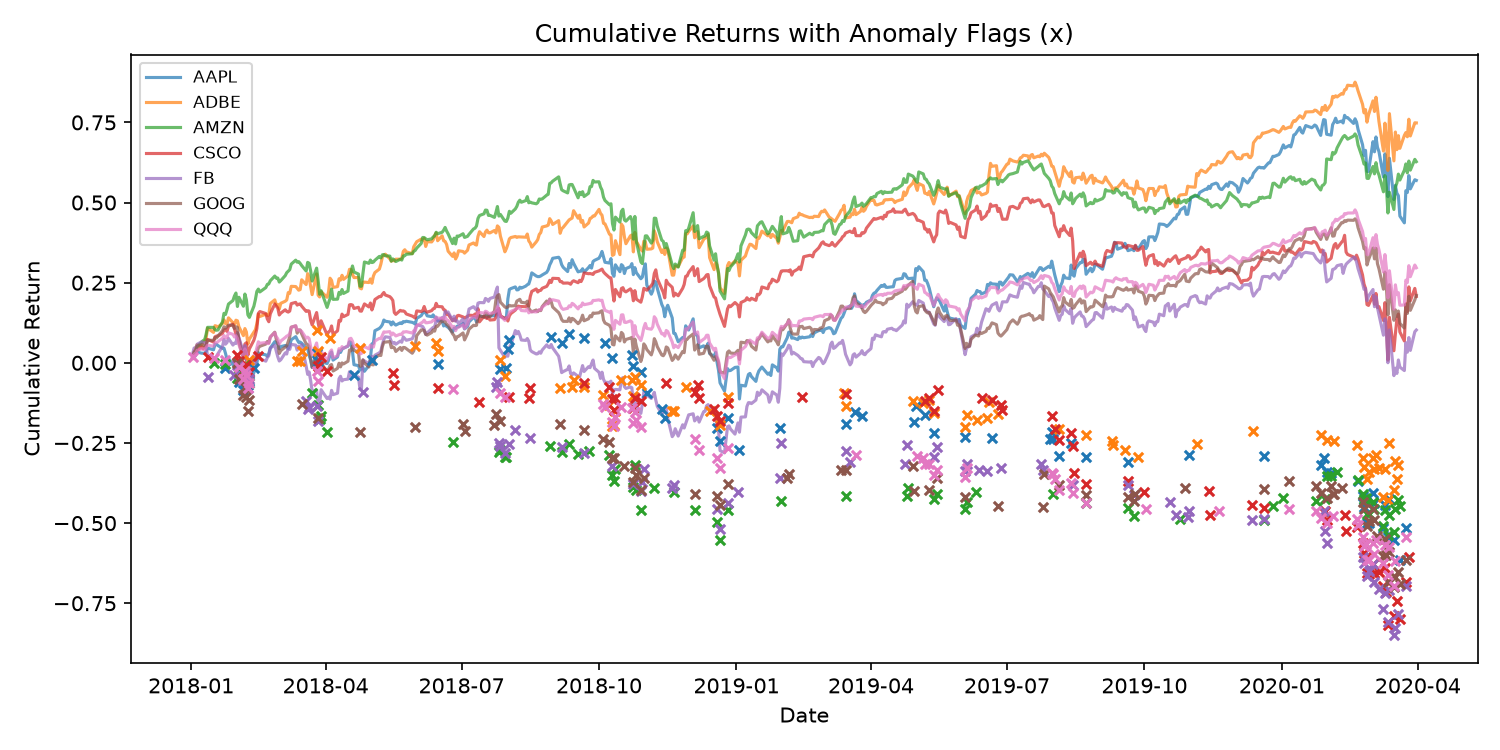 Cumulative Returns with Anomaly Flags (x)
AAPL
ADBE
AMZN
CSCO
FB
GOOG
QQQ
Cumulative Return
0.75
0.50
0.25
0.00
−0.25
−0.50
−0.75
2018-01 2018-04 2018-07 2018-10 2019-01 2019-04 2019-07 2019-10 2020-01 2020-04
Date